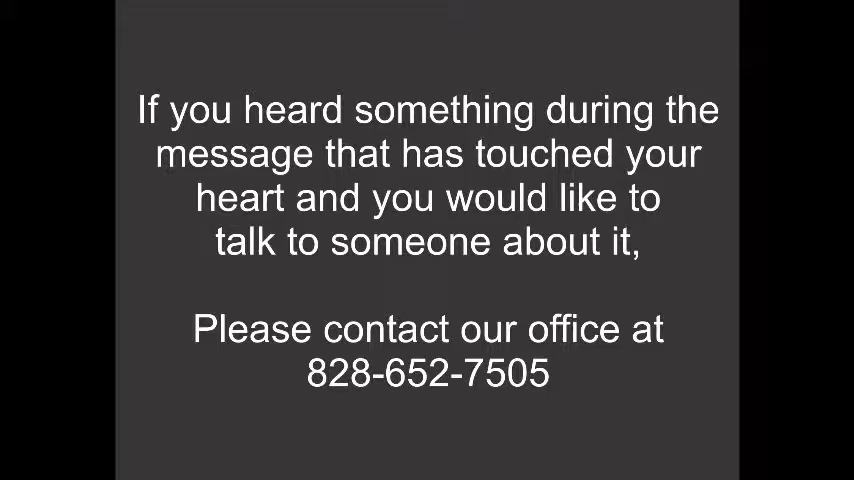 If you heard something during the
message that has touched your
heart and you would like to
talk to someone about it,
Please contact our office at
828-652-7505